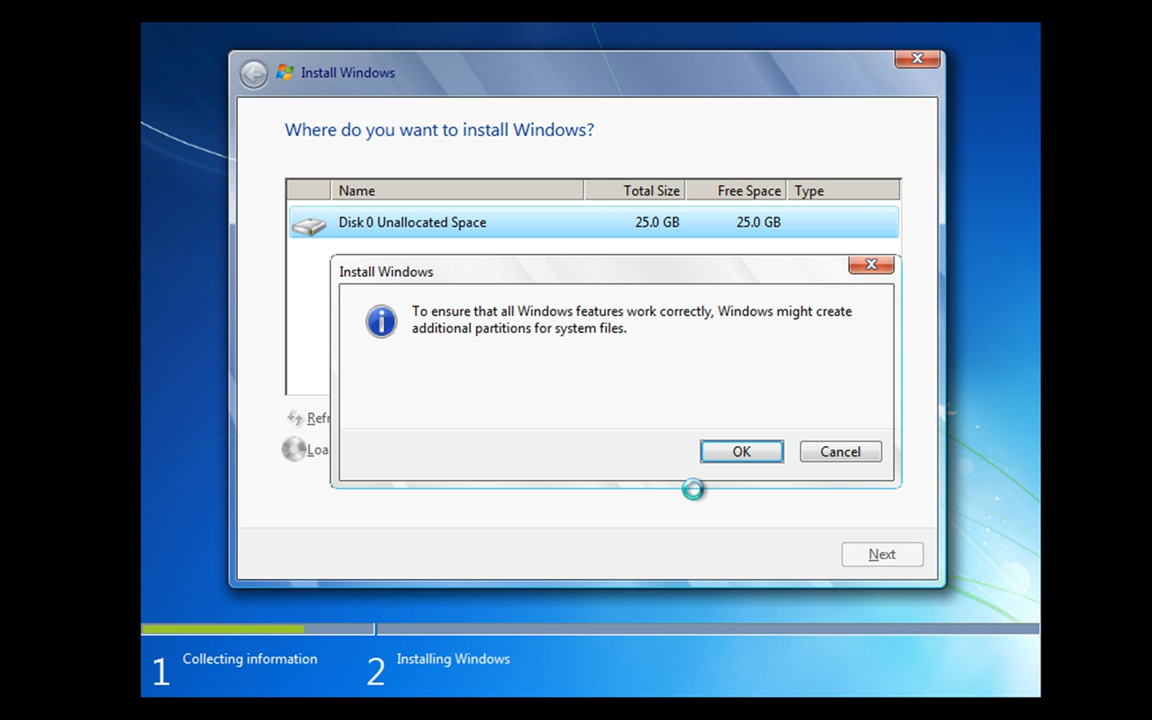 Install Windows
Where do you want to install Windows?
Name Total Size Free Space Type
Disk 0 Unallocated Space 25.0 GB 25.0 GB
Install Windows
To ensure that all Windows features work correctly, Windows might create
additional partitions for system files.
Refr
Loa
OK Cancel
Next
1 Collecting information 2 Installing Windows